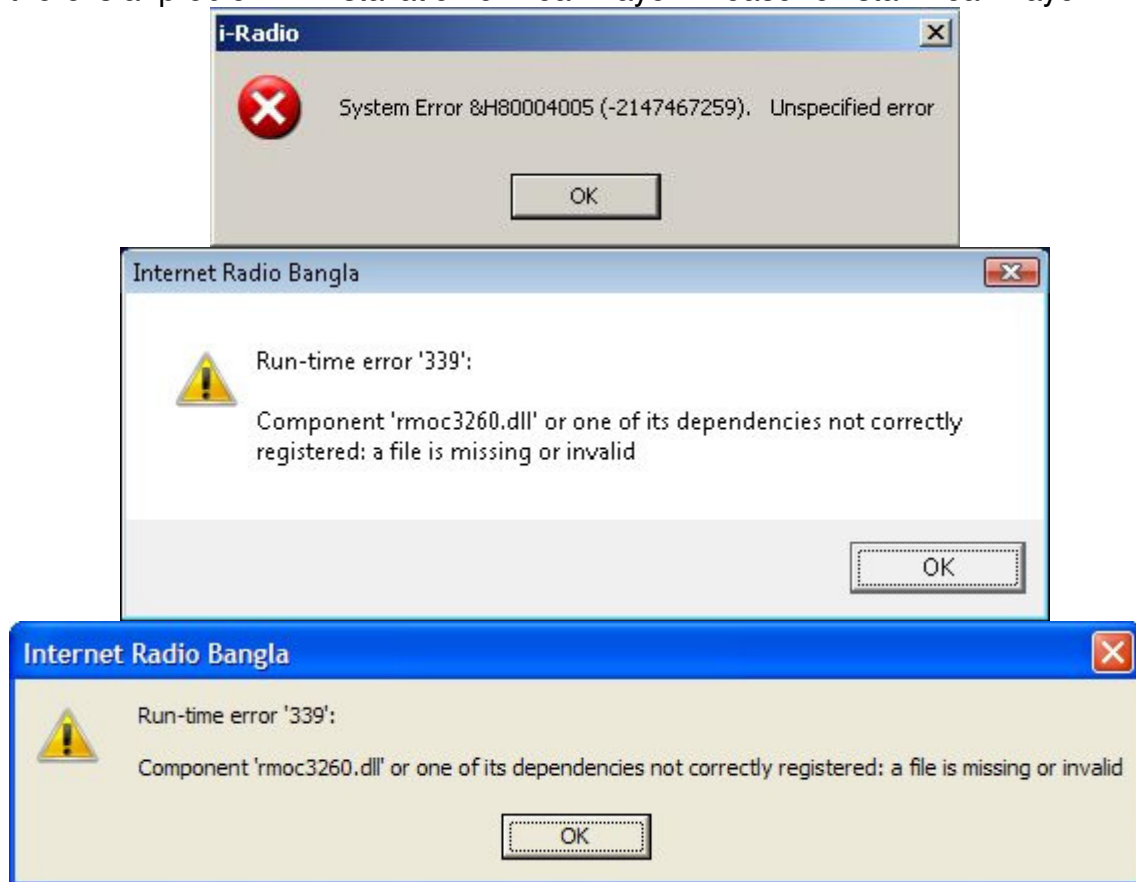 i-Radio
System Error &H80004005 (-2147467259).   Unspecified error
OK
Internet Radio Bangla
Run-time error '339':
Component 'rmoc3260.dll' or one of its dependencies not correctly
registered: a file is missing or invalid
OK
Internet Radio Bangla
Run-time error '339':
Component 'rmoc3260.dll' or one of its dependencies not correctly registered: a file is missing or invalid
OK